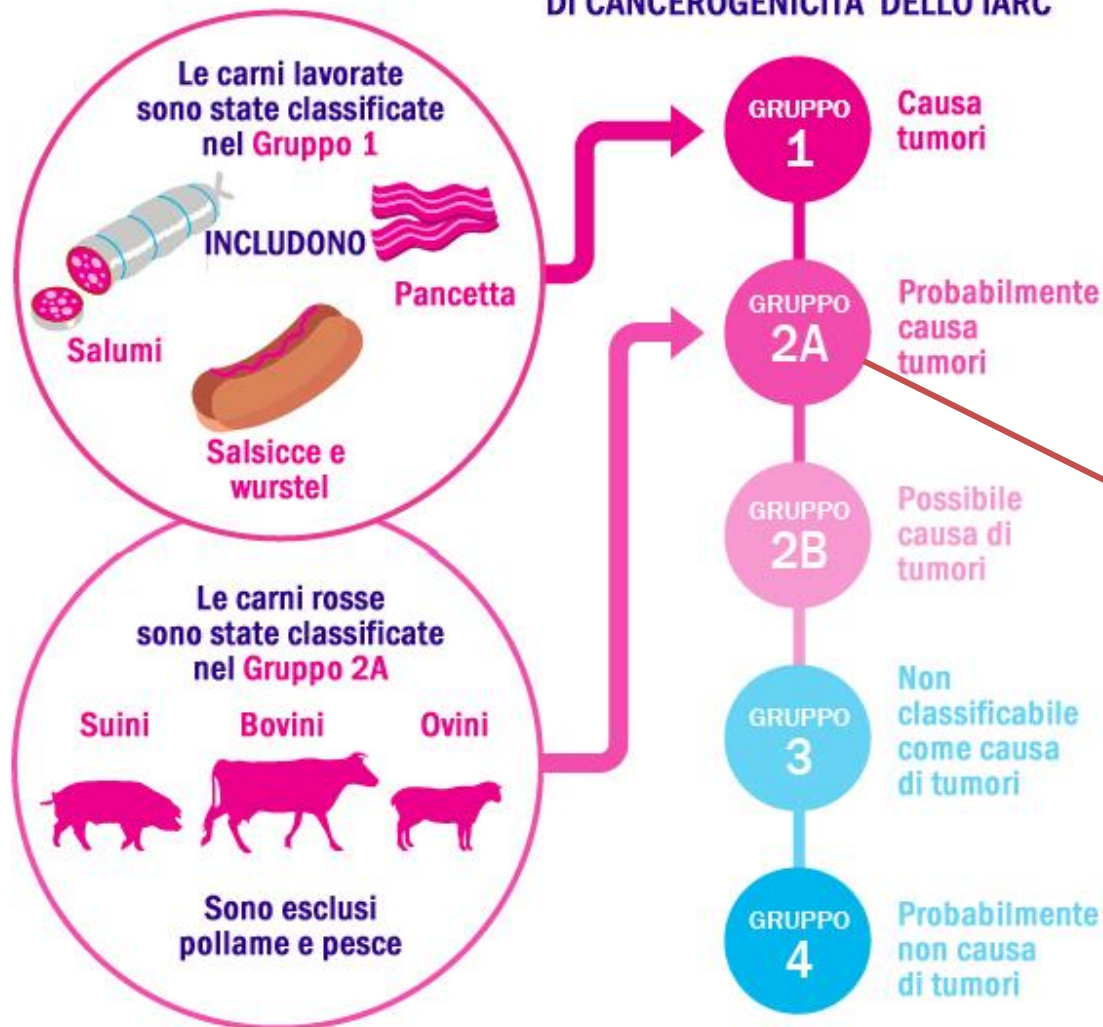 DI CANCEROGENICITA' DELLO IARC
Le carni lavorate
sono state classificate
nel Gruppo 1
INCLUDONO
Pancetta
Salumi
Salsicce e
wurstel
Le carni rosse
sono state classificate
nel Gruppo 2A
Suini
Bovini
Ovini
Sono esclusi
pollame e pesce
GRUPPO
1
Causa
tumori
GRUPPO
2A
Probabilmente
causa
tumori
GRUPPO
2B
Possibile
causa di
tumori
GRUPPO
3
Non
classificabile
come causa
di tumori
GRUPPO
4
Probabilmente
non causa
di tumori